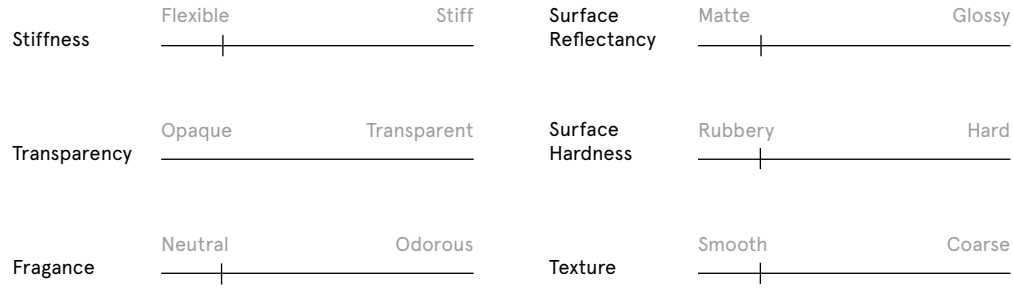 Flexible Stiff
Stiffness
Surface
Reflectancy
Matte Glossy
Opaque Transparent
Transparency
Surface
Hardness
Rubbery Hard
Neutral Odorous
Fragance
Smooth Coarse
Texture